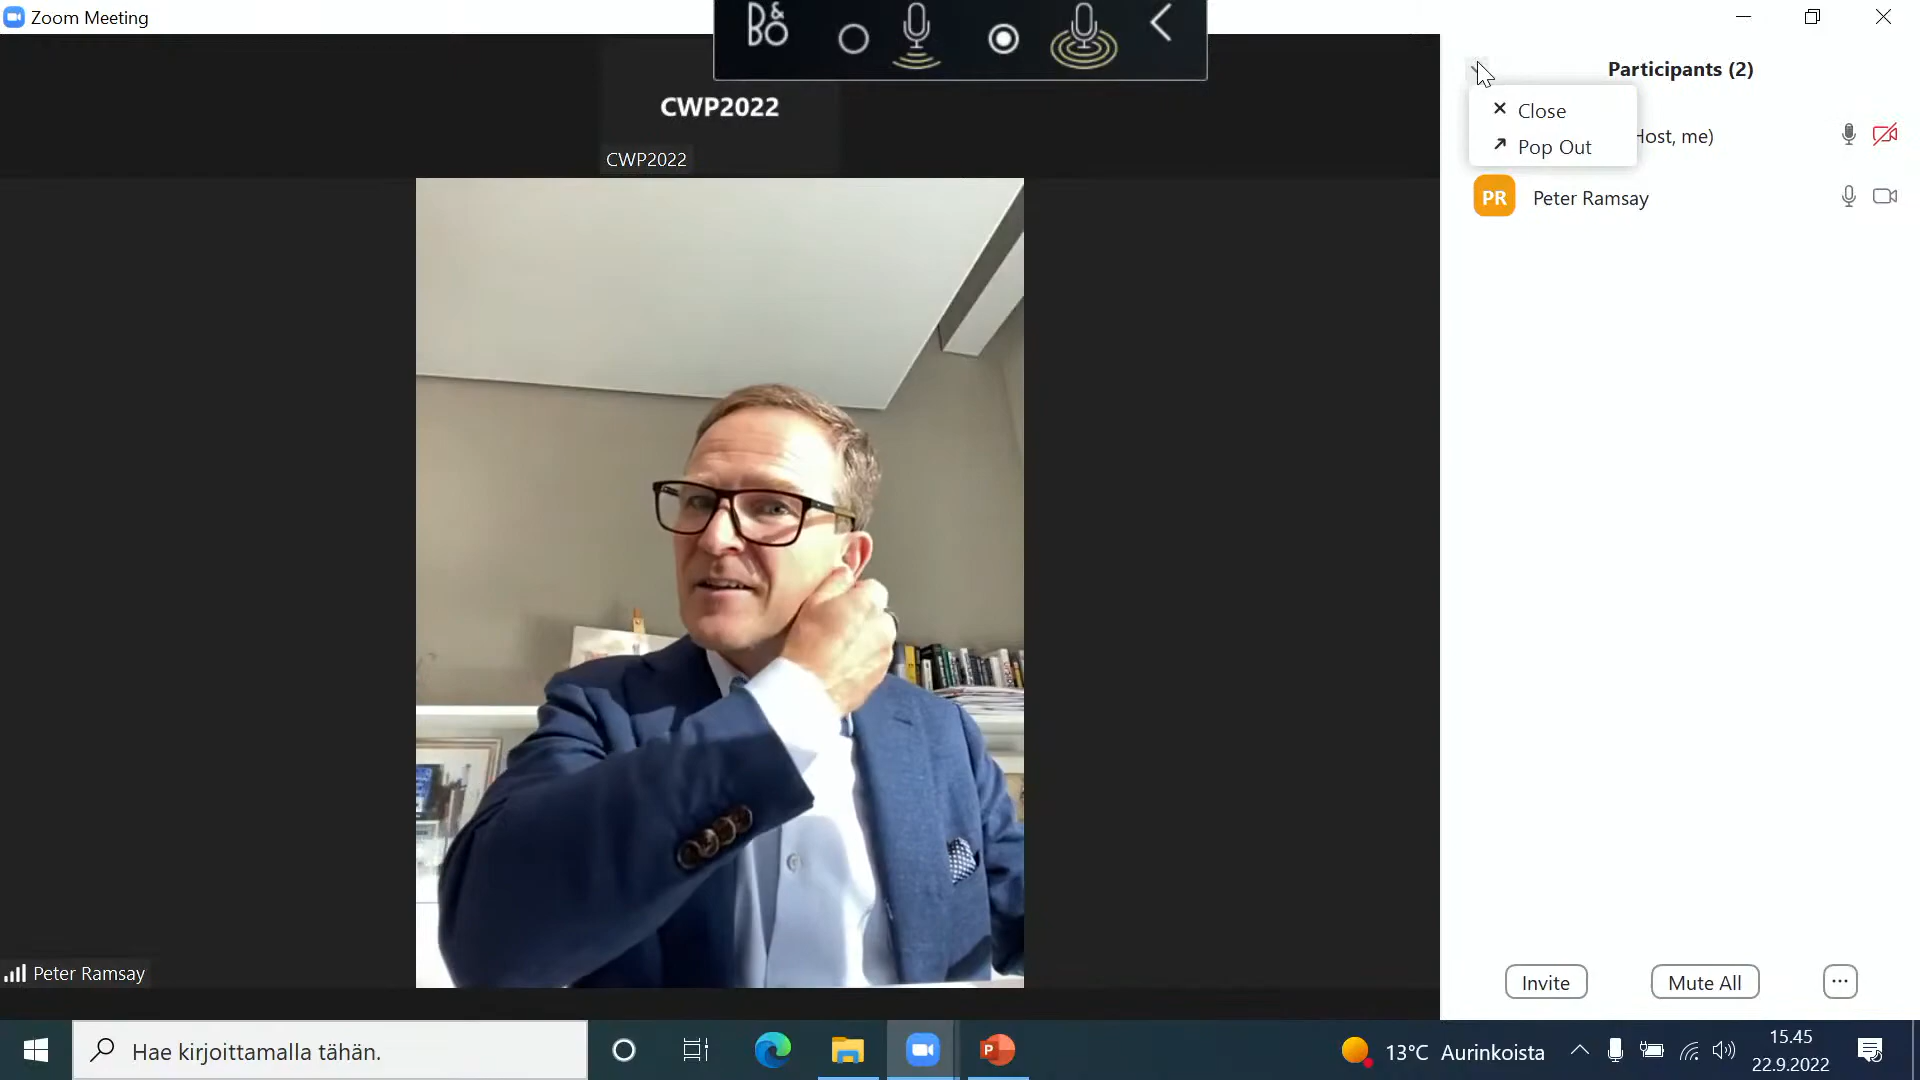 Zoom Meeting
B&O
CWP2022
CWP2022
Participants (2)
Close
Pop Out
Host, me)
PR
Peter Ramsay
Peter Ramsay
Invite
Mute All
Hae kirjoittamalla tähän.
P
13°C Aurinkoista
15.45
22.9.2022